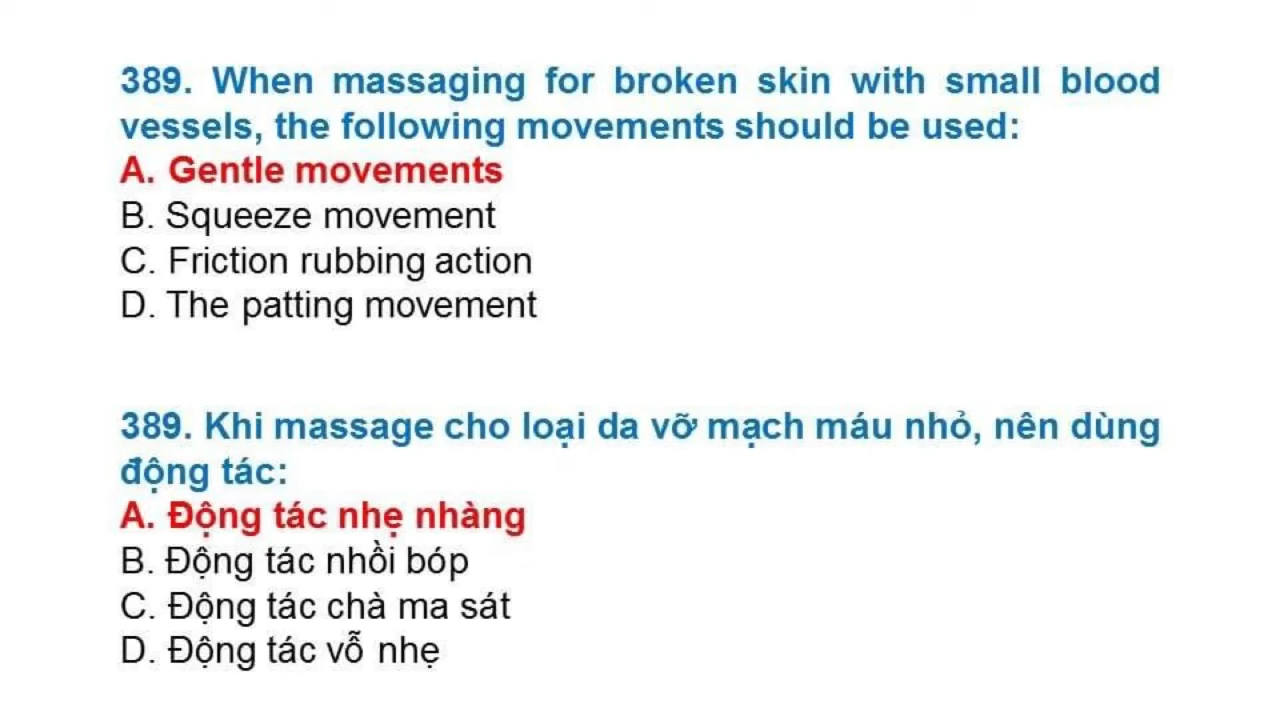 389. When massaging for broken skin with small blood
vessels, the following movements should be used:
A. Gentle movements
B. Squeeze movement
C. Friction rubbing action
D. The patting movement
389. Khi massage cho loại da vỡ mạch máu nhỏ, nên dùng
động tác:
A. Động tác nhẹ nhàng
B. Động tác nhồi bóp
C. Động tác chà ma sát
D. Động tác vỗ nhẹ